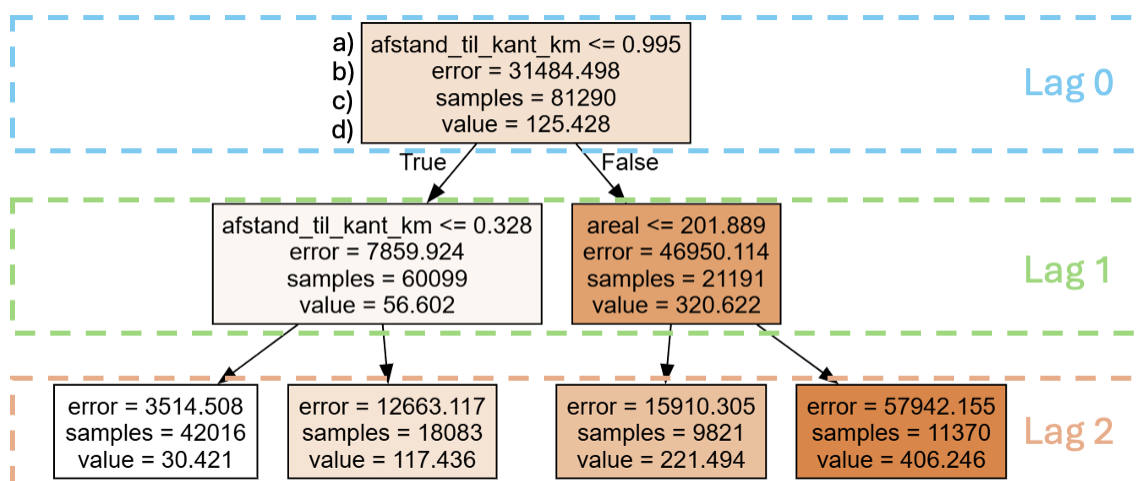 a) afstand_til_kant_km <= 0.995
b) error = 31484.498
c) samples = 81290
d) value = 125.428
Lag 0
True
False
afstand_til_kant_km <= 0.328
error = 7859.924
samples = 60099
value = 56.602
areal <= 201.889
error = 46950.114
samples = 21191
value = 320.622
Lag 1
error = 3514.508
samples = 42016
value = 30.421
error = 12663.117
samples = 18083
value = 117.436
error = 15910.305
samples = 9821
value = 221.494
error = 57942.155
samples = 11370
value = 406.246
Lag 2